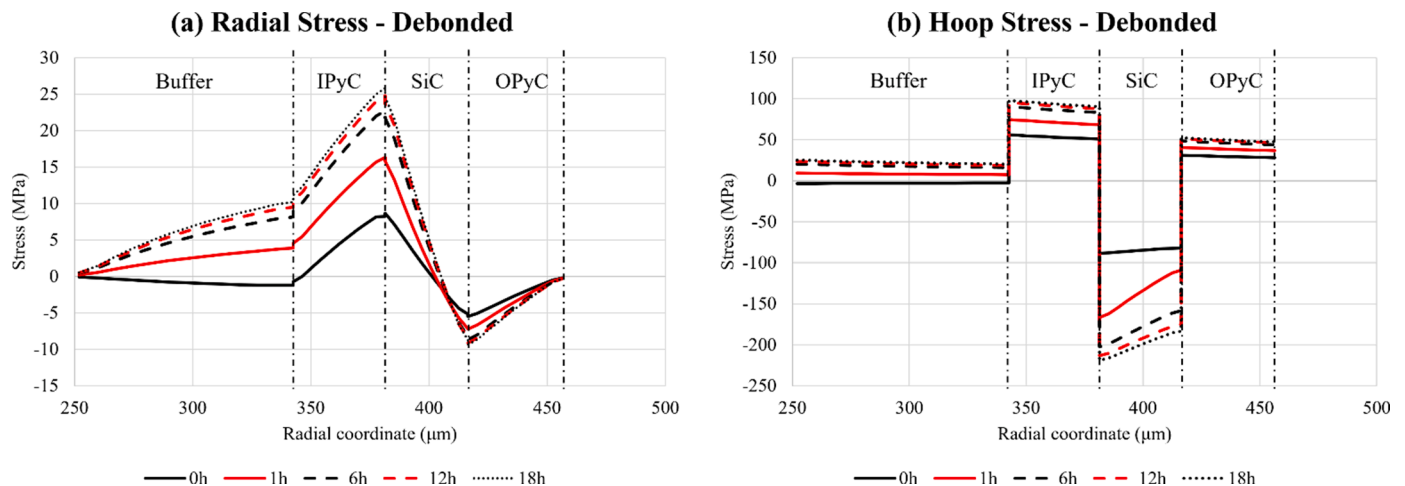 (a) Radial Stress - Debonded
30
25
20
15
10
5
0
-5
-10
-15
Stress (MPa)
Buffer IPyC SiC OPyC
250 300 350 400 450 500
Radial coordinate (μm)
0h 1h 6h 12h 18h
(b) Hoop Stress - Debonded
150
100
50
0
-50
-100
-150
-200
-250
Stress (MPa)
Buffer IPyC SiC OPyC
250 300 350 400 450 500
Radial coordinate (μm)
0h 1h 6h 12h 18h